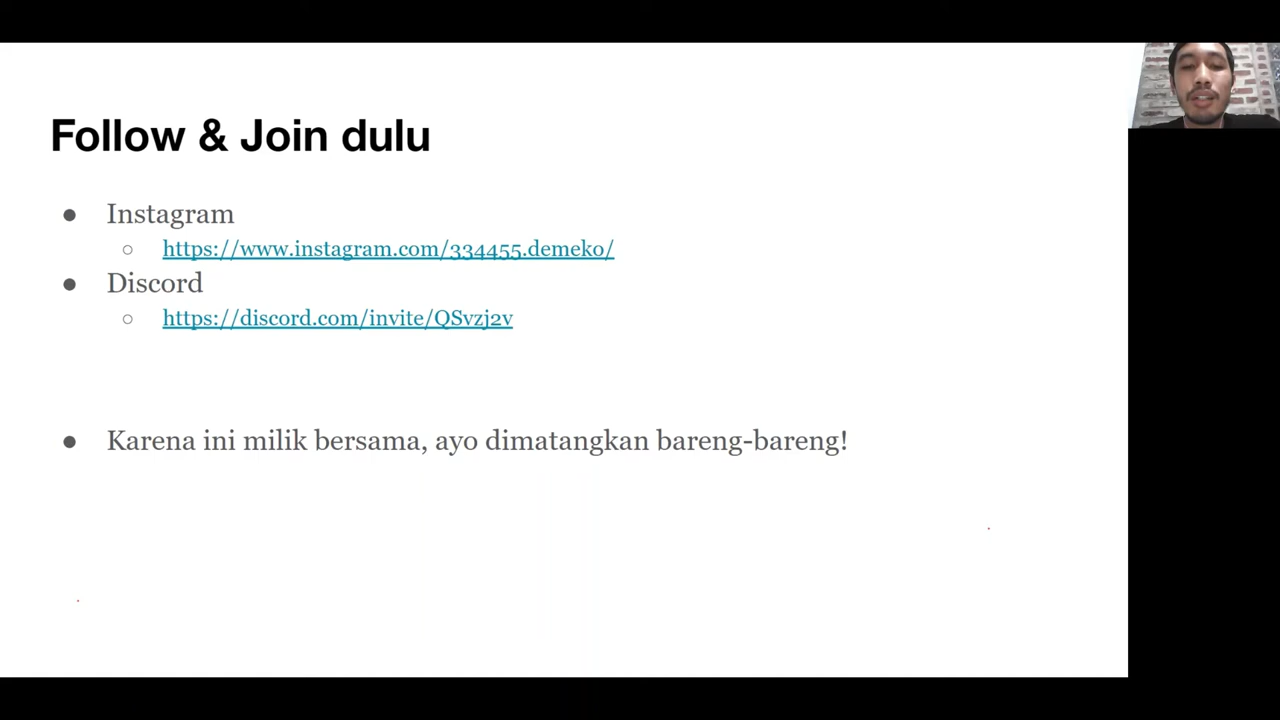 Follow & Join dulu
● Instagram
○ https://www.instagram.com/334455.demeko/
● Discord
○ https://discord.com/invite/QSvzj2v
● Karena ini milik bersama, ayo dimatangkan bareng-bareng!